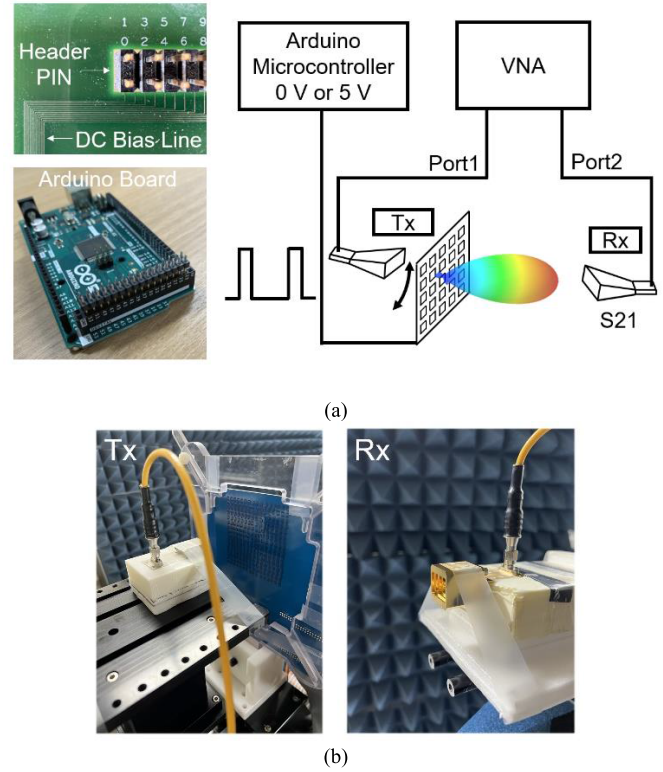 1 3 5 7 9
0 2 4 6 8
Header
PIN
DC Bias Line
Arduino Board
Arduino
Microcontroller
0 V or 5 V
VNA
Port1
Port2
Tx
Rx
S21
(a)
Tx
Rx
(b)